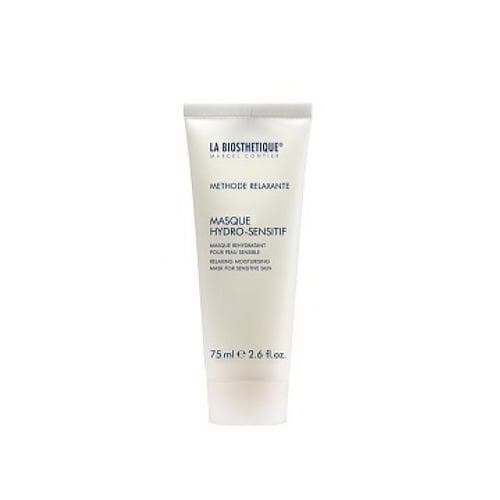 LA BIOSTHETIQUE®
MARCEL CONTIER
METHODE RELAXANTE
MASQUE
HYDRO-SENSITIF
MASQUE REHYDRATANT
POUR PEAU SENSIBLE
RELAXING MOISTURISING
MASK FOR SENSITIVE SKIN
75 ml ℮ 2.6 fl.oz.